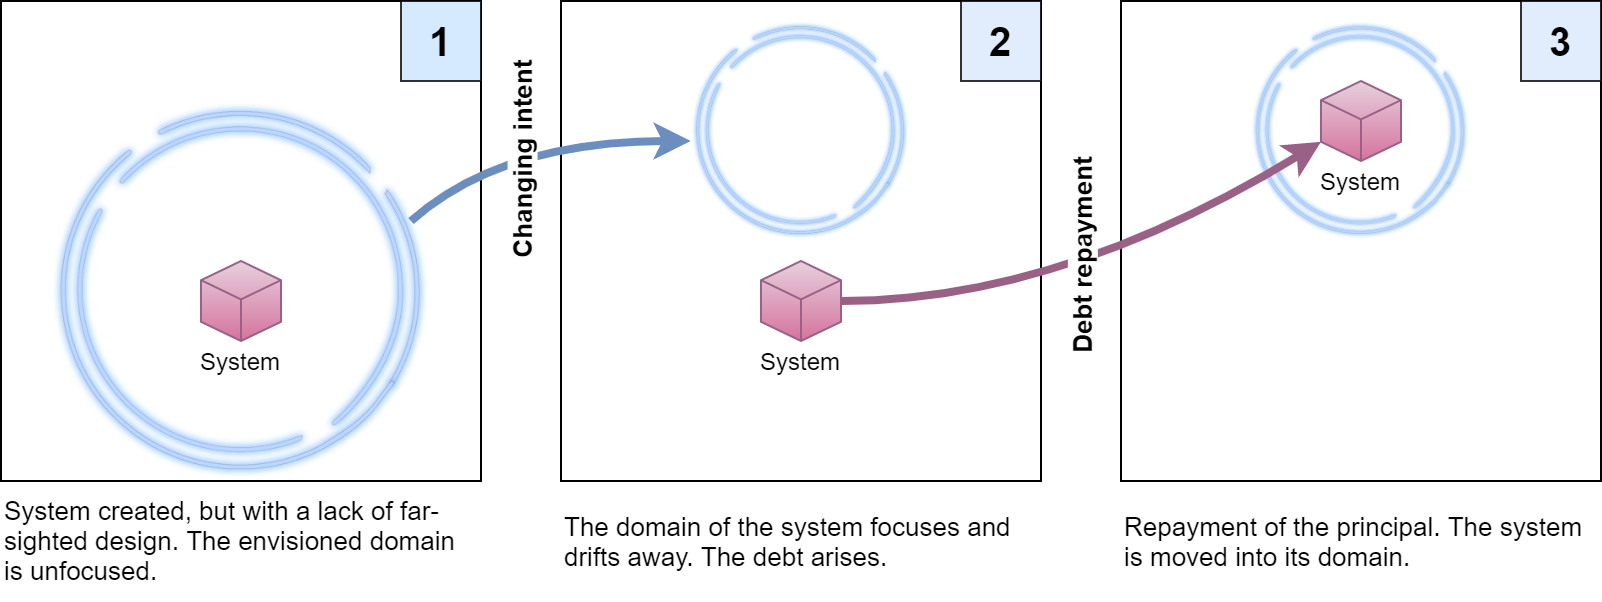 1
System
System created, but with a lack of far-
sighted design. The envisioned domain
is unfocused.
Changing intent
2
System
The domain of the system focuses and
drifts away. The debt arises.
Debt repayment
3
System
Repayment of the principal. The system
is moved into its domain.